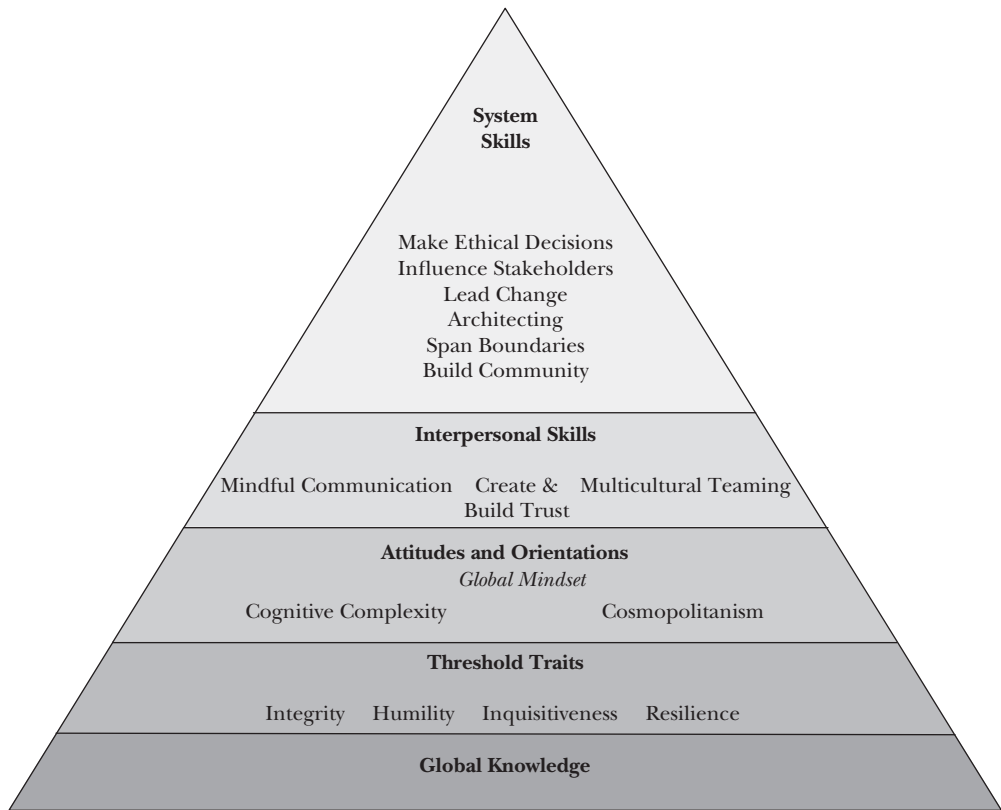 System
Skills
Make Ethical Decisions
Influence Stakeholders
Lead Change
Architecting
Span Boundaries
Build Community
Interpersonal Skills
Mindful Communication Create & Multicultural Teaming
Build Trust
Attitudes and Orientations
Global Mindset
Cognitive Complexity Cosmopolitanism
Threshold Traits
Integrity Humility Inquisitiveness Resilience
Global Knowledge